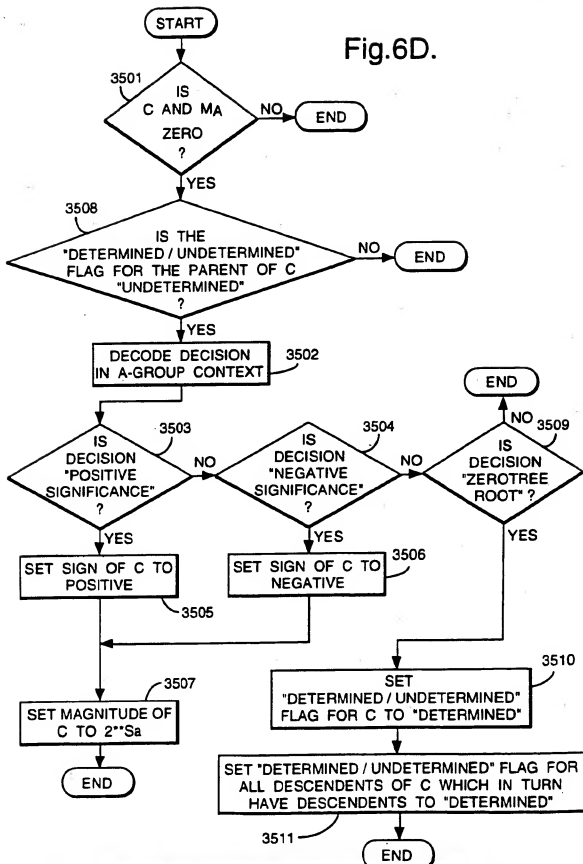 START
Fig.6D.
3501
IS
C AND MA
ZERO
?
NO
END
YES
3508
IS THE
"DETERMINED / UNDETERMINED"
FLAG FOR THE PARENT OF C
"UNDETERMINED"
?
NO
END
YES
DECODE DECISION
IN A-GROUP CONTEXT
3502
3503
IS
DECISION
"POSITIVE
SIGNIFICANCE"
?
NO
YES
3504
IS
DECISION
"NEGATIVE
SIGNIFICANCE"
?
NO
YES
END
NO
3509
IS
DECISION
"ZEROTREE
ROOT" ?
YES
SET SIGN OF C TO
POSITIVE
3505
SET SIGN OF C TO
NEGATIVE
3506
3507
SET MAGNITUDE OF
C TO 2**Sa
END
SET
"DETERMINED / UNDETERMINED"
FLAG FOR C TO "DETERMINED"
3510
SET "DETERMINED / UNDETERMINED" FLAG FOR
ALL DESCENDENTS OF C WHICH IN TURN
HAVE DESCENDENTS TO "DETERMINED"
3511
END